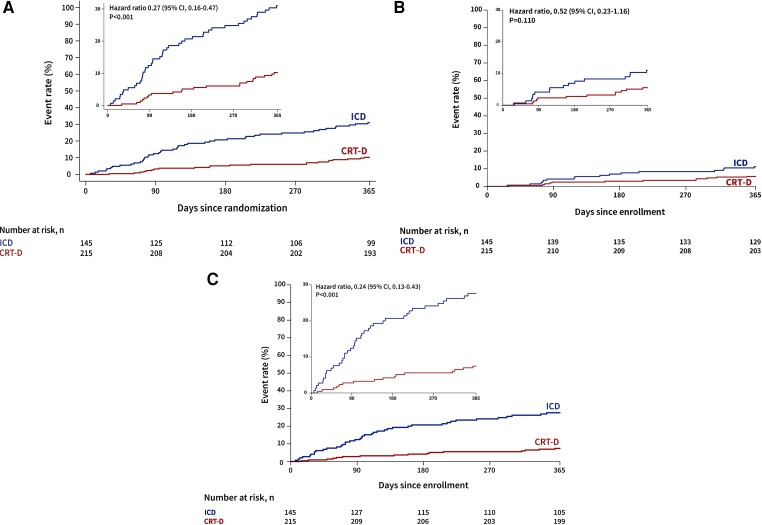 A
Hazard ratio 0.27 (95% CI, 0.16-0.47)
P<0.001
Event rate (%)
100
90
80
70
60
50
40
30
20
10
0
30
20
10
0
0 90 180 270 365
ICD
CRT-D
0 90 180 270 365
Days since randomization
Number at risk, n
ICD 145 125 112 106 99
CRT-D 215 208 204 202 193
B
Hazard ratio, 0.52 (95% CI, 0.23-1.16)
P=0.110
Event rate (%)
100
90
80
70
60
50
40
30
20
10
0
30
20
10
0
0 90 180 270 365
ICD
CRT-D
0 90 180 270 365
Days since enrollment
Number at risk, n
ICD 145 139 135 133 129
CRT-D 215 210 209 208 203
C
Hazard ratio, 0.24 (95% CI, 0.13-0.43)
P<0.001
Event rate (%)
100
90
80
70
60
50
40
30
20
10
0
30
20
10
0
0 90 180 270 365
ICD
CRT-D
0 90 180 270 365
Days since enrollment
Number at risk, n
ICD 145 127 115 110 105
CRT-D 215 209 206 203 199